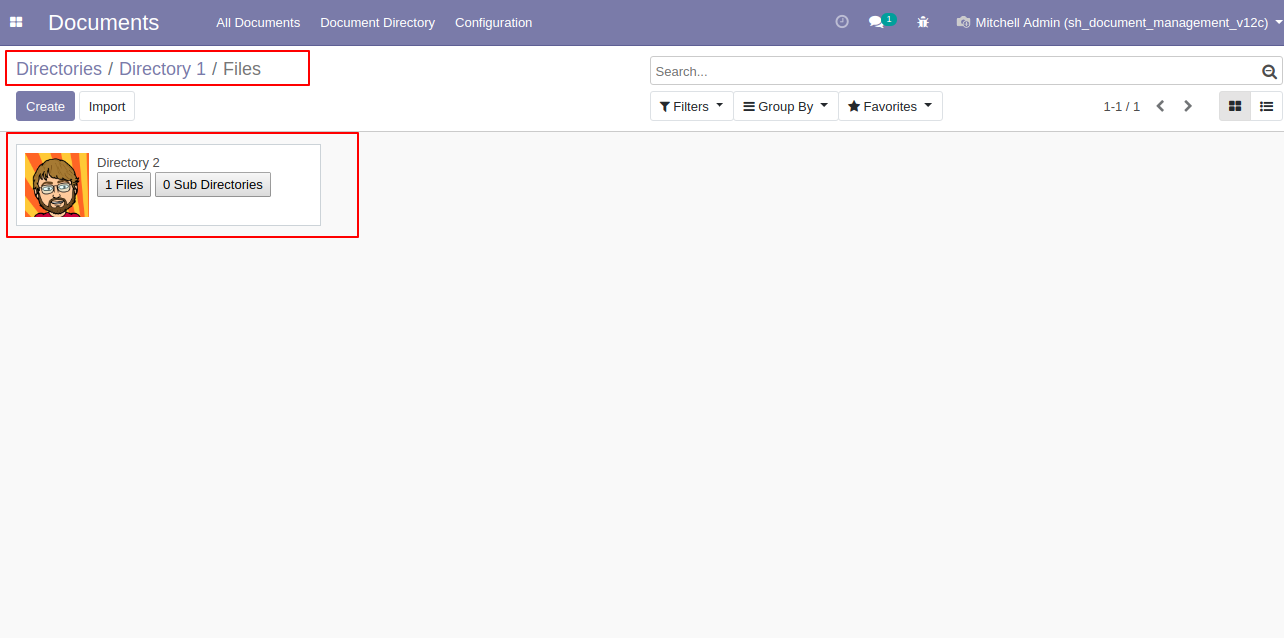 Documents All Documents Document Directory Configuration 1 Mitchell Admin (sh_document_management_v12c)
Directories / Directory 1 / Files
Search...
Create Import Filters Group By Favorites 1-1 / 1
Directory 2
1 Files 0 Sub Directories